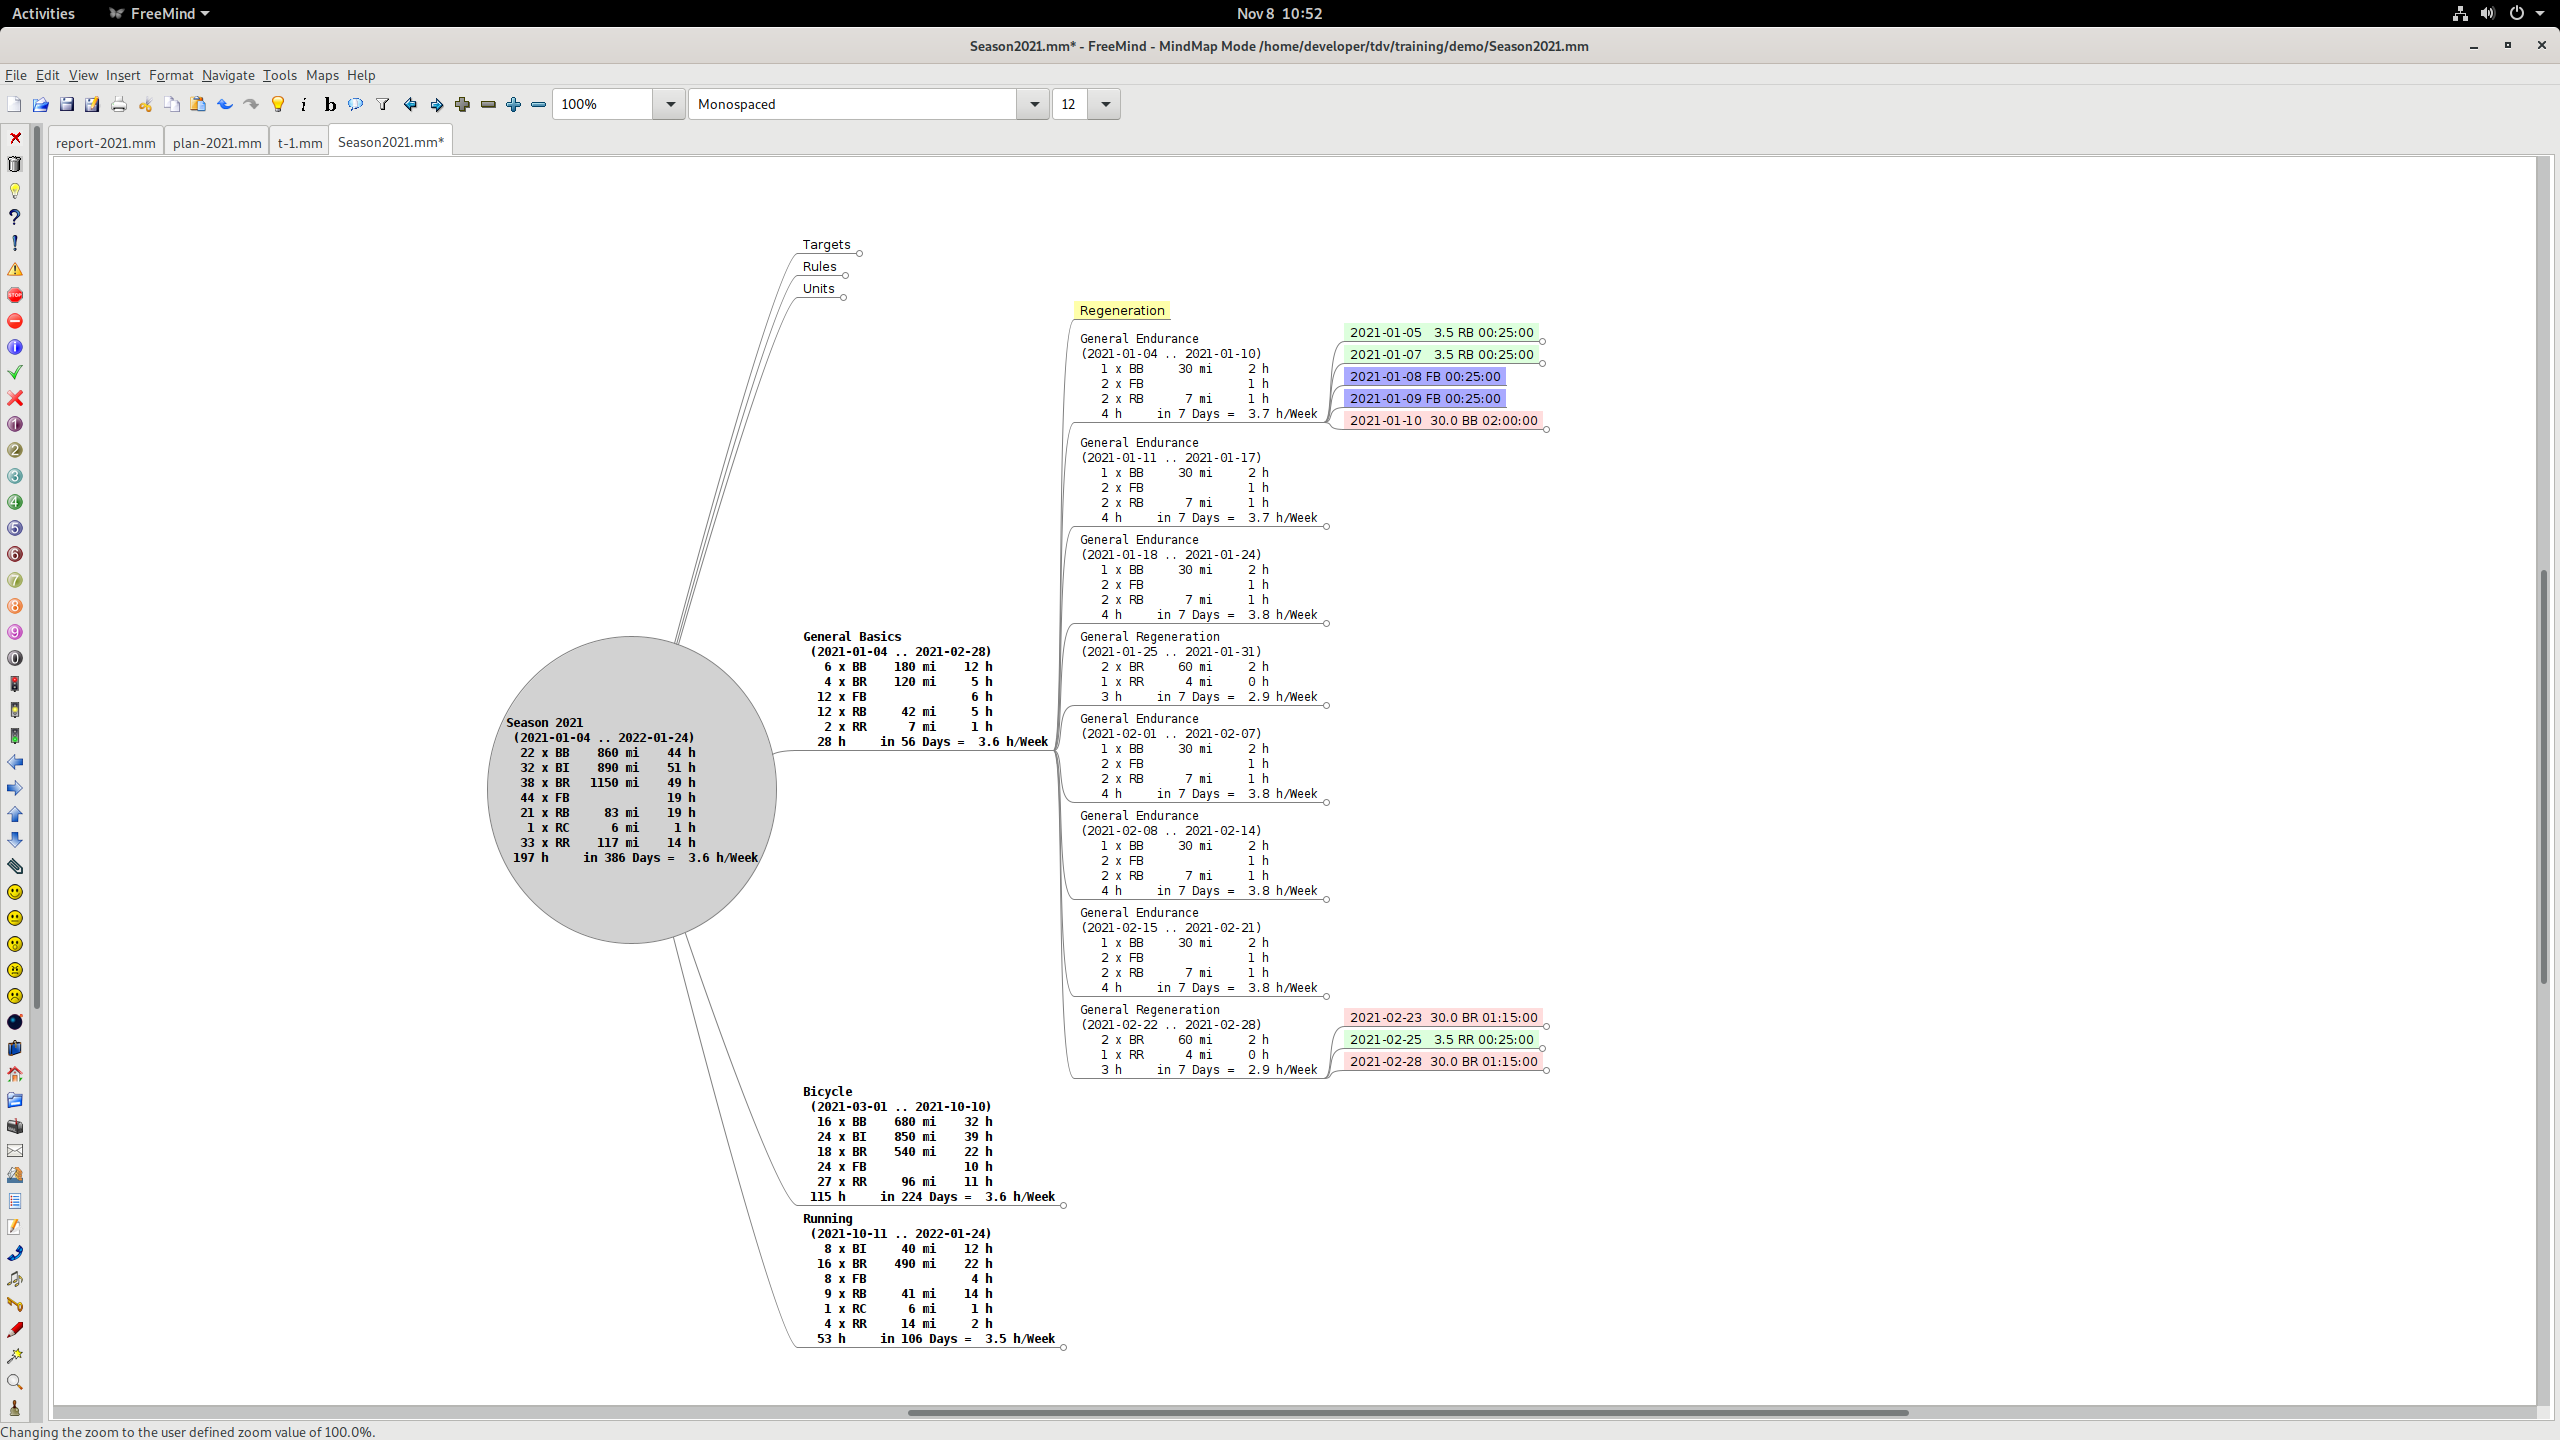 Activities
FreeMind
Nov 8 10:52
Season2021.mm* - FreeMind - MindMap Mode /home/developer/tdv/training/demo/Season2021.mm
File Edit View Insert Format Navigate Tools Maps Help
100%
Monospaced
12
report-2021.mm
plan-2021.mm
t-1.mm
Season2021.mm*
Targets
Rules
Units
Season 2021
(2021-01-04 .. 2022-01-24)
22 x BB 860 mi 44 h
32 x BI 890 mi 51 h
38 x BR 1150 mi 49 h
44 x FB 19 h
21 x RB 83 mi 19 h
1 x RC 6 mi 1 h
33 x RR 117 mi 14 h
197 h in 386 Days = 3.6 h/Week
General Basics
(2021-01-04 .. 2021-02-28)
6 x BB 180 mi 12 h
4 x BR 120 mi 5 h
12 x FB 6 h
12 x RB 42 mi 5 h
2 x RR 7 mi 1 h
28 h in 56 Days = 3.6 h/Week
Regeneration
General Endurance
(2021-01-04 .. 2021-01-10)
1 x BB 30 mi 2 h
2 x FB 1 h
2 x RB 7 mi 1 h
4 h in 7 Days = 3.7 h/Week
2021-01-05 3.5 RB 00:25:00
2021-01-07 3.5 RB 00:25:00
2021-01-08 FB 00:25:00
2021-01-09 FB 00:25:00
2021-01-10 30.0 BB 02:00:00
General Endurance
(2021-01-11 .. 2021-01-17)
1 x BB 30 mi 2 h
2 x FB 1 h
2 x RB 7 mi 1 h
4 h in 7 Days = 3.7 h/Week
General Endurance
(2021-01-18 .. 2021-01-24)
1 x BB 30 mi 2 h
2 x FB 1 h
2 x RB 7 mi 1 h
4 h in 7 Days = 3.8 h/Week
General Regeneration
(2021-01-25 .. 2021-01-31)
2 x BR 60 mi 2 h
1 x RR 4 mi 0 h
3 h in 7 Days = 2.9 h/Week
General Endurance
(2021-02-01 .. 2021-02-07)
1 x BB 30 mi 2 h
2 x FB 1 h
2 x RB 7 mi 1 h
4 h in 7 Days = 3.8 h/Week
General Endurance
(2021-02-08 .. 2021-02-14)
1 x BB 30 mi 2 h
2 x FB 1 h
2 x RB 7 mi 1 h
4 h in 7 Days = 3.8 h/Week
General Endurance
(2021-02-15 .. 2021-02-21)
1 x BB 30 mi 2 h
2 x FB 1 h
2 x RB 7 mi 1 h
4 h in 7 Days = 3.8 h/Week
General Regeneration
(2021-02-22 .. 2021-02-28)
2 x BR 60 mi 2 h
1 x RR 4 mi 0 h
3 h in 7 Days = 2.9 h/Week
2021-02-23 30.0 BR 01:15:00
2021-02-25 3.5 RR 00:25:00
2021-02-28 30.0 BR 01:15:00
Bicycle
(2021-03-01 .. 2021-10-10)
16 x BB 680 mi 32 h
24 x BI 850 mi 39 h
18 x BR 540 mi 22 h
24 x FB 10 h
27 x RR 96 mi 11 h
115 h in 224 Days = 3.6 h/Week
Running
(2021-10-11 .. 2022-01-24)
8 x BI 40 mi 12 h
16 x BR 490 mi 22 h
8 x FB 4 h
9 x RB 41 mi 14 h
1 x RC 6 mi 1 h
4 x RR 14 mi 2 h
53 h in 106 Days = 3.5 h/Week
Changing the zoom to the user defined zoom value of 100.0%.